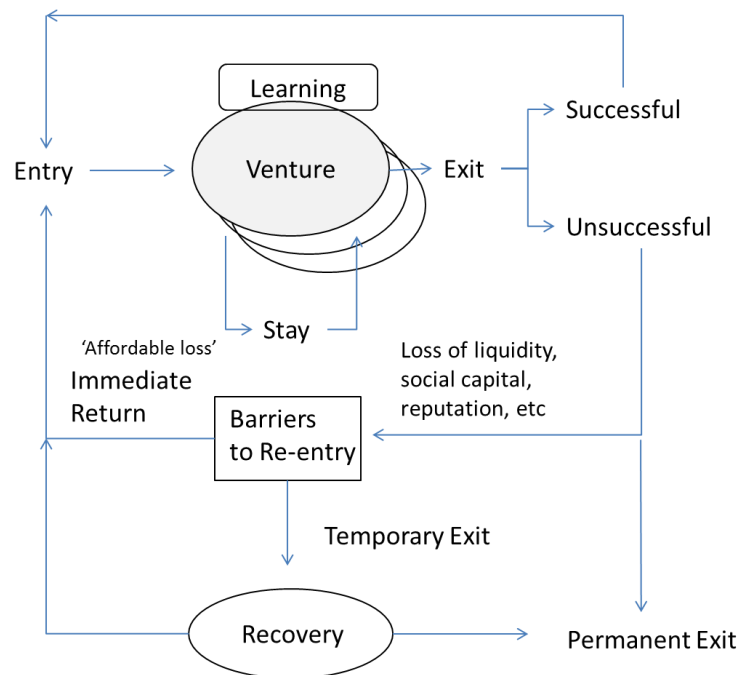 Learning
Successful
Entry
Venture
Exit
Unsuccessful
Stay
‘Affordable loss’
Immediate
Return
Loss of liquidity,
social capital,
reputation, etc
Barriers
to Re-entry
Temporary Exit
Recovery
Permanent Exit